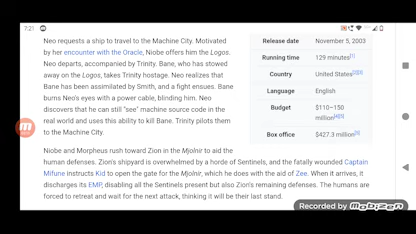 7:21
Neo requests a ship to travel to the Machine City. Motivated
by her encounter with the Oracle, Niobe offers him the Logos.
Neo departs, accompanied by Trinity. Bane, who has stowed
away on the Logos, takes Trinity hostage. Neo realizes that
Bane has been assimilated by Smith, and a fight ensues. Bane
burns Neo's eyes with a power cable, blinding him. Neo
discovers that he can still "see" machine source code in the
real world and uses this ability to kill Bane. Trinity pilots them
to the Machine City.
Niobe and Morpheus rush toward Zion in the Mjolnir to aid the
human defenses. Zion's shipyard is overwhelmed by a horde of Sentinels, and the fatally wounded Captain
Mifune instructs Kid to open the gate for the Mjolnir, which he does with the aid of Zee. When it arrives, it
discharges its EMP, disabling all the Sentinels present but also Zion's remaining defenses. The humans are
forced to retreat and wait for the next attack, thinking it will be their last stand.
Release date November 5, 2003
Running time 129 minutes[1]
Country United States[2][3]
Language English
Budget $110–150
million[4][5]
Box office $427.3 million[5]
Recorded by Mobizen